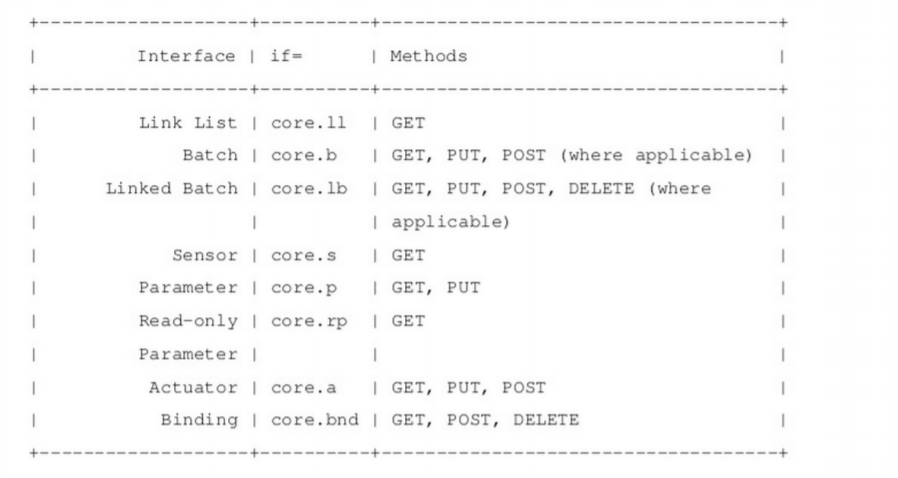 +-------------------+----------+------------------------------------+
|         Interface | if=      | Methods                            |
+-------------------+----------+------------------------------------+
|         Link List | core.ll  | GET                                |
|             Batch | core.b   | GET, PUT, POST (where applicable)  |
|      Linked Batch | core.lb  | GET, PUT, POST, DELETE (where      |
|                   |          | applicable)                        |
|            Sensor | core.s   | GET                                |
|         Parameter | core.p   | GET, PUT                           |
|         Read-only | core.rp  | GET                                |
|         Parameter |          |                                    |
|          Actuator | core.a   | GET, PUT, POST                     |
|           Binding | core.bnd | GET, POST, DELETE                  |
+-------------------+----------+------------------------------------+